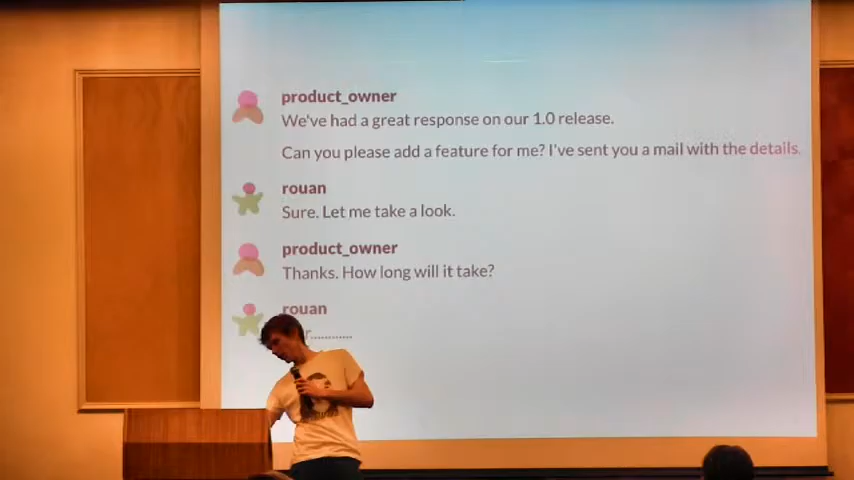 product_owner
We've had a great response on our 1.0 release.
Can you please add a feature for me? I've sent you a mail with the details.
rouan
Sure. Let me take a look.
product_owner
Thanks. How long will it take?
rouan
r............